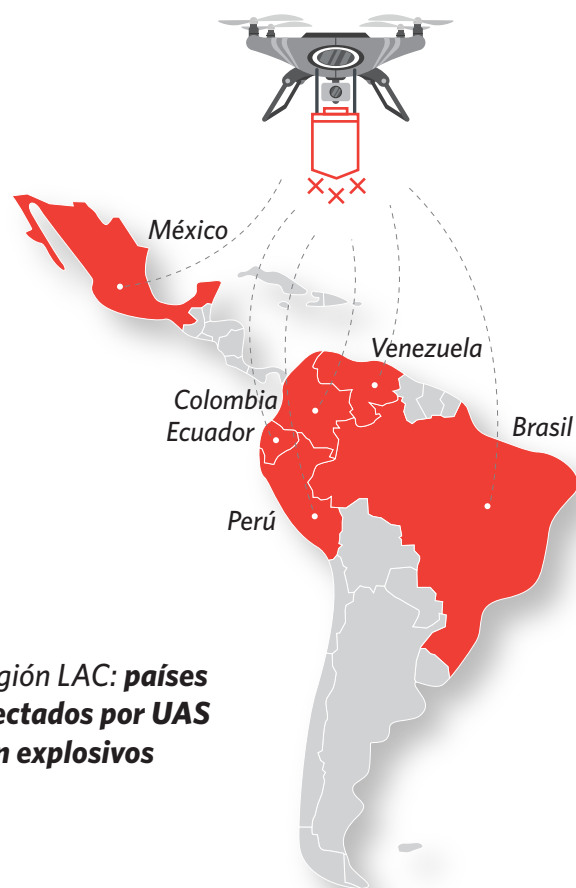 México
Venezuela
Colombia
Ecuador
Brasil
Perú
gión LAC: países
ectados por UAS
n explosivos